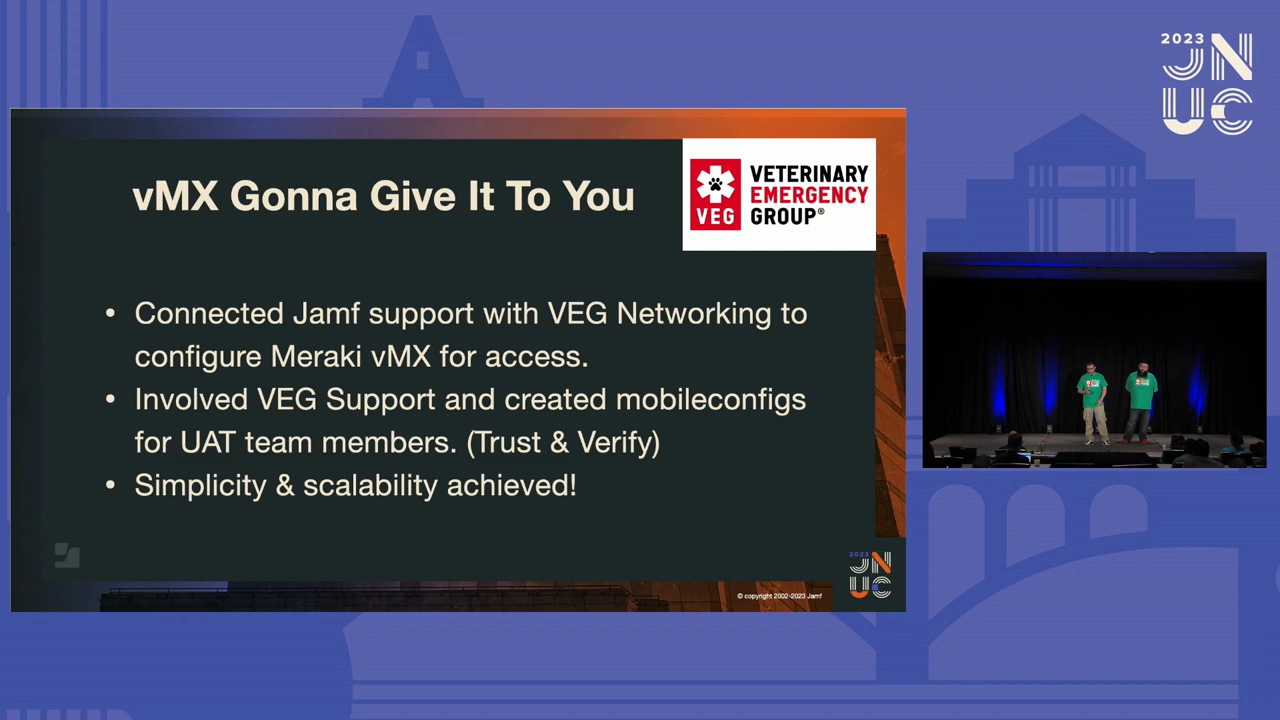 2023
JN
UC
vMX Gonna Give It To You
VETERINARY
EMERGENCY
GROUP®
VEG
• Connected Jamf support with VEG Networking to
configure Meraki vMX for access.
• Involved VEG Support and created mobileconfigs
for UAT team members. (Trust & Verify)
• Simplicity & scalability achieved!
2023
JN
UC
© copyright 2002-2023 Jamf